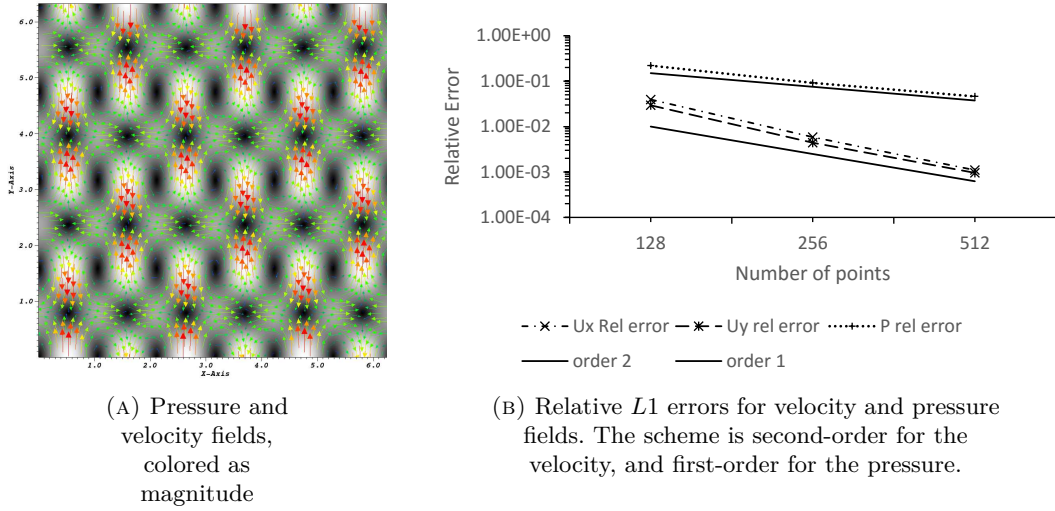 6.0
5.0
4.0
3.0
2.0
1.0
Y-Axis
1.0 2.0 3.0 4.0 5.0 6.0
X-Axis
(A) Pressure and
velocity fields,
colored as
magnitude
1.00E+00
1.00E-01
1.00E-02
1.00E-03
1.00E-04
Relative Error
128 256 512
Number of points
Ux Rel error Uy rel error P rel error
order 2 order 1
(B) Relative L1 errors for velocity and pressure
fields. The scheme is second-order for the
velocity, and first-order for the pressure.